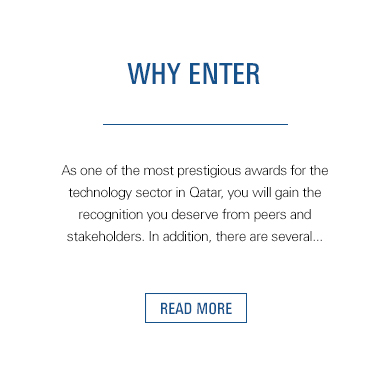 WHY ENTER
As one of the most prestigious awards for the
technology sector in Qatar, you will gain the
recognition you deserve from peers and
stakeholders. In addition, there are several...
READ MORE